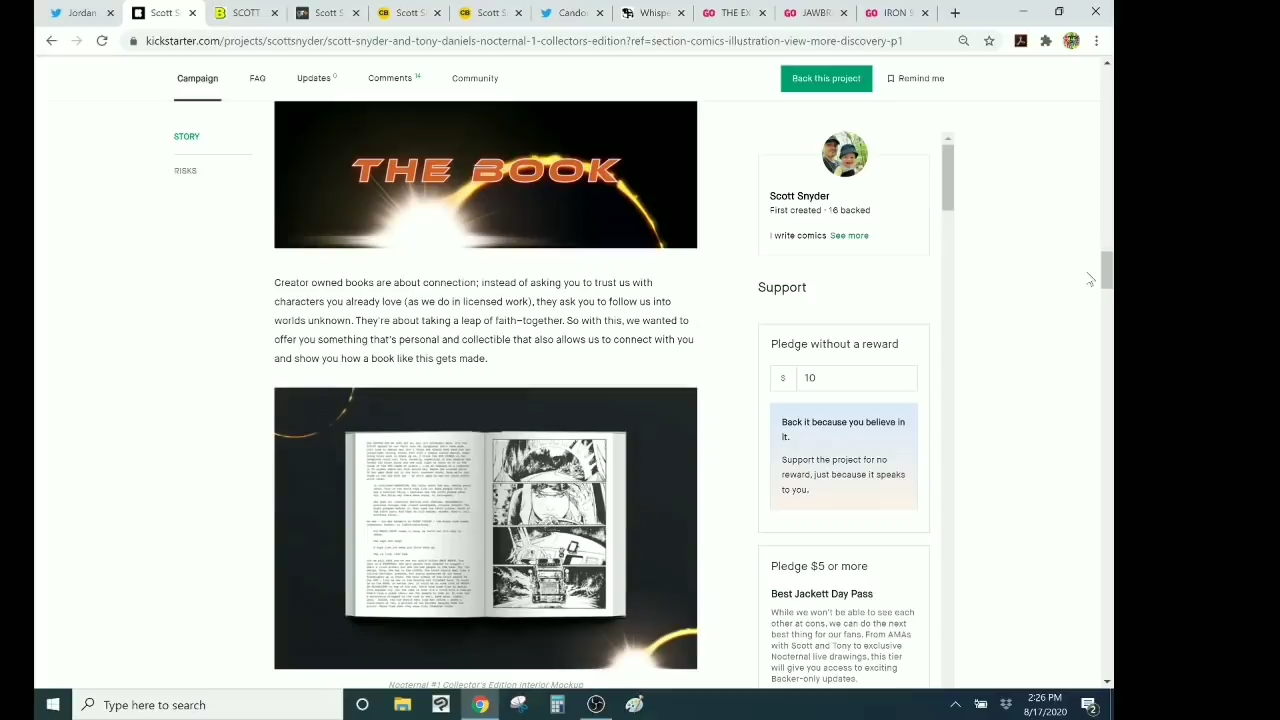 Jordan
Scott S
SCOTT
Scott S
Scott S
Scott S
Cando
Whispe
THE EX
JAWBR
IRON S
kickstarter.com/projects/scottsnyder/scott-snyder-and-tony-daniels-nocternal-1-collectors-edition?ref=section-comics-illustration-view-more-discovery-p1
Campaign
FAQ
Updates 0
Comments 14
Community
Back this project
Remind me
STORY
RISKS
THE BOOK
Creator owned books are about connection; instead of asking you to trust us with
characters you already love (as we do in licensed work), they ask you to follow us into
worlds unknown. They're about taking a leap of faith–together. So with this, we wanted to
offer you something that's personal and collectible that also allows us to connect with you
and show you how a book like this gets made.
Nocternal #1 Collector's Edition Interior Mockup
Scott Snyder
First created · 16 backed
I write comics See more
Support
Pledge without a reward
$ 10
Back it because you believe in
it.
Support the project for no
reward, just because it speaks
to you.
Pledge $5 or more
Best Jackett Day Pass
While we won't be able to see each
other at cons, we can do the next
best thing for our fans. From AMAs
with Scott and Tony to exclusive
Nocternal live drawings, this tier
will give you access to exciting
Backer-only updates.
Type here to search
2:26 PM
8/17/2020
2